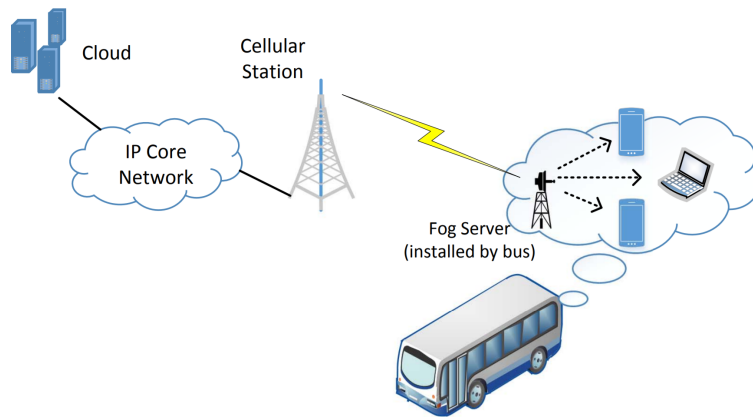 Cloud
Cellular
Station
IP Core
Network
Fog Server
(installed by bus)